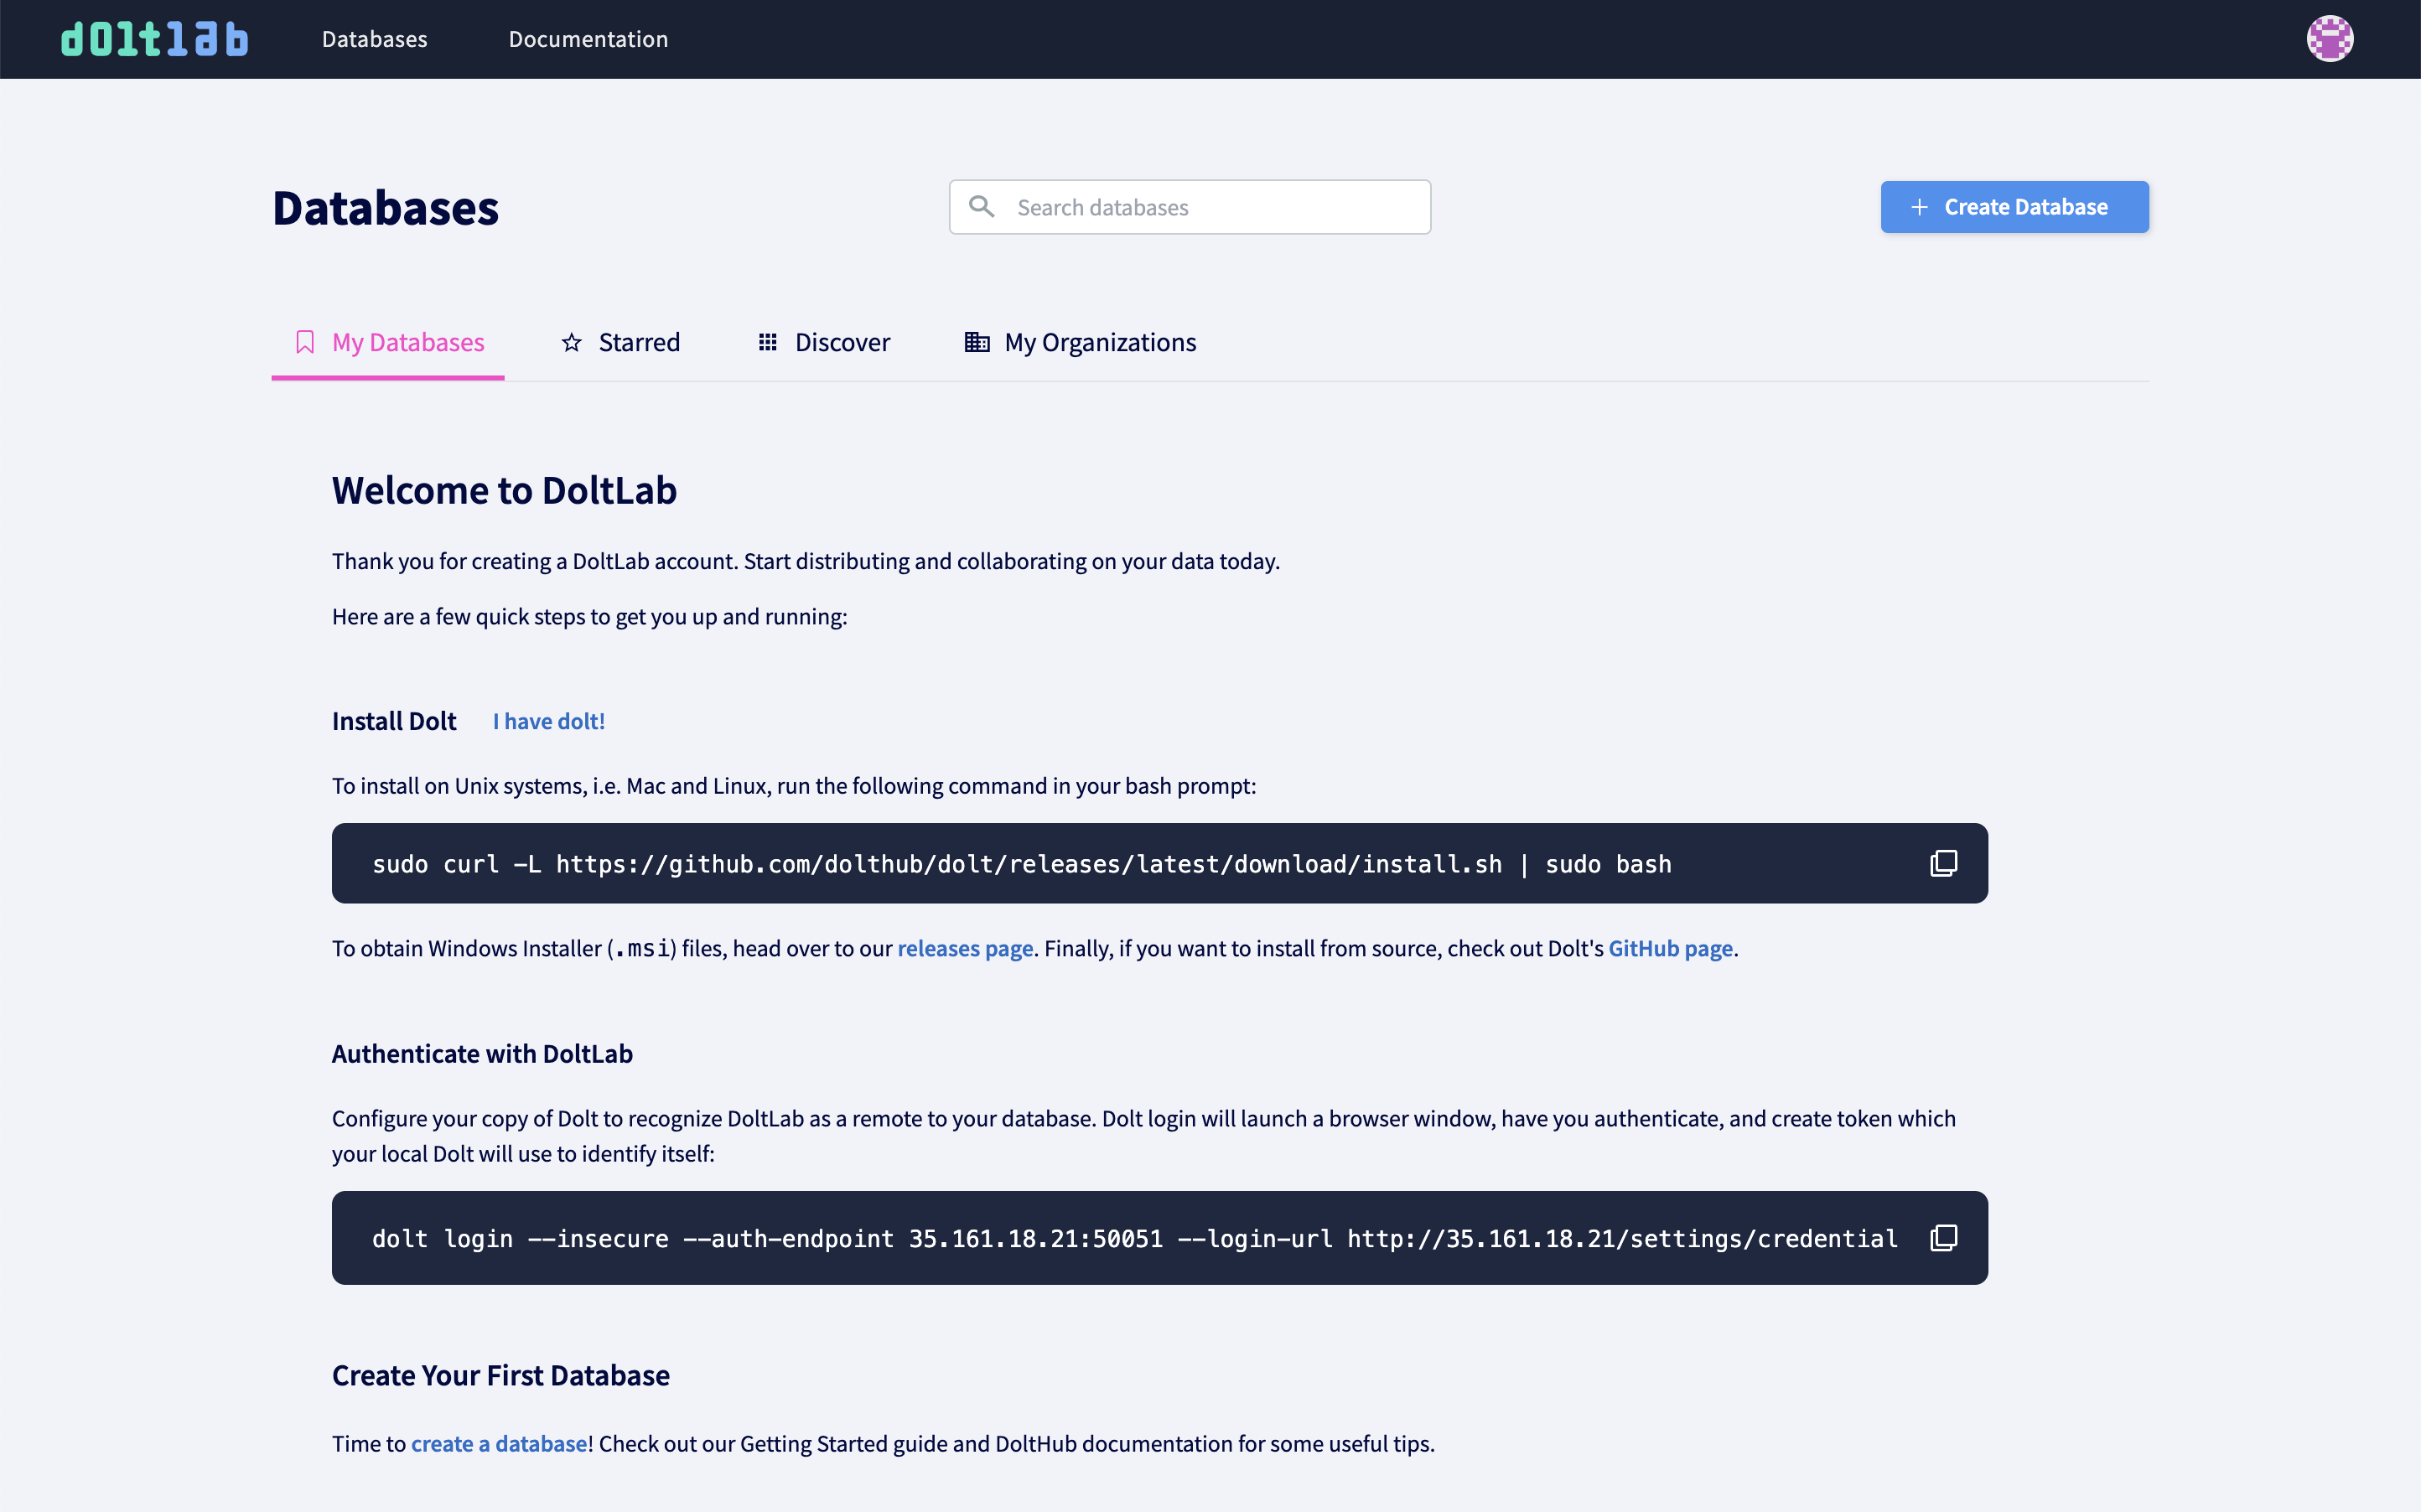 doltlab Databases Documentation
Databases
Search databases
+ Create Database
My Databases Starred Discover My Organizations
Welcome to DoltLab
Thank you for creating a DoltLab account. Start distributing and collaborating on your data today.
Here are a few quick steps to get you up and running:
Install Dolt I have dolt!
To install on Unix systems, i.e. Mac and Linux, run the following command in your bash prompt:
sudo curl -L https://github.com/dolthub/dolt/releases/latest/download/install.sh | sudo bash
To obtain Windows Installer (.msi) files, head over to our releases page. Finally, if you want to install from source, check out Dolt's GitHub page.
Authenticate with DoltLab
Configure your copy of Dolt to recognize DoltLab as a remote to your database. Dolt login will launch a browser window, have you authenticate, and create token which
your local Dolt will use to identify itself:
dolt login --insecure --auth-endpoint 35.161.18.21:50051 --login-url http://35.161.18.21/settings/credential
Create Your First Database
Time to create a database! Check out our Getting Started guide and DoltHub documentation for some useful tips.